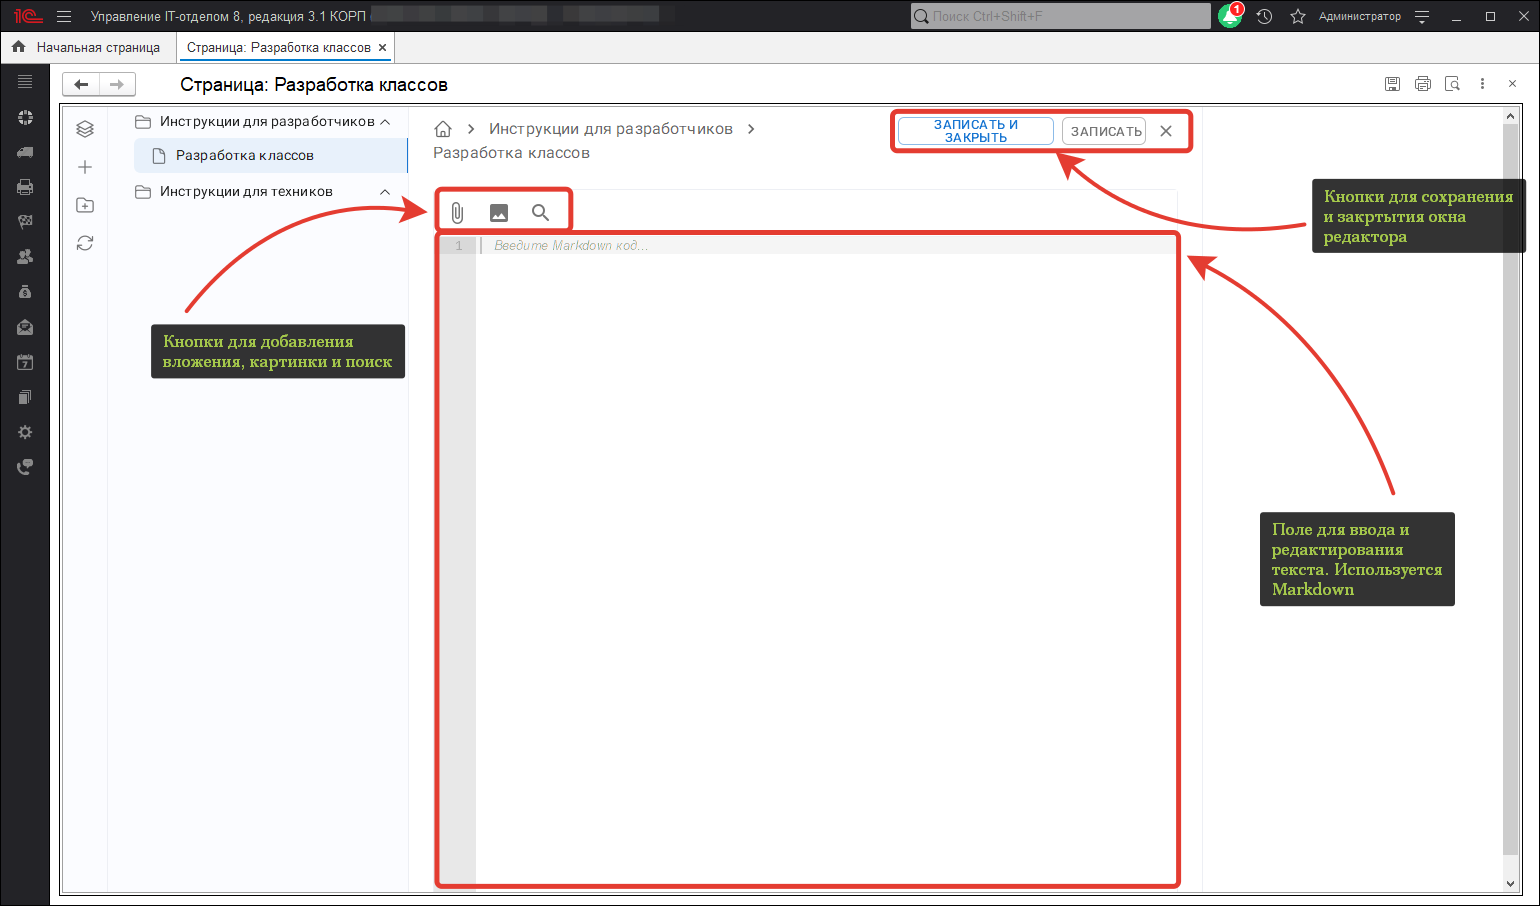 1С
Управление IT-отделом 8, редакция 3.1 КОРП
Поиск Ctrl+Shift+F
1
Администратор
Начальная страница
Страница: Разработка классов
Страница: Разработка классов
Инструкции для разработчиков
Разработка классов
Инструкции для техников
Инструкции для разработчиков
Разработка классов
ЗАПИСАТЬ И
ЗАКРЫТЬ
ЗАПИСАТЬ
Кнопки для сохранения
и закртытия окна
редактора
1
Введите Markdown код...
Кнопки для добавления
вложения, картинки и поиск
7
Поле для ввода и
редактирования
текста. Используется
Markdown